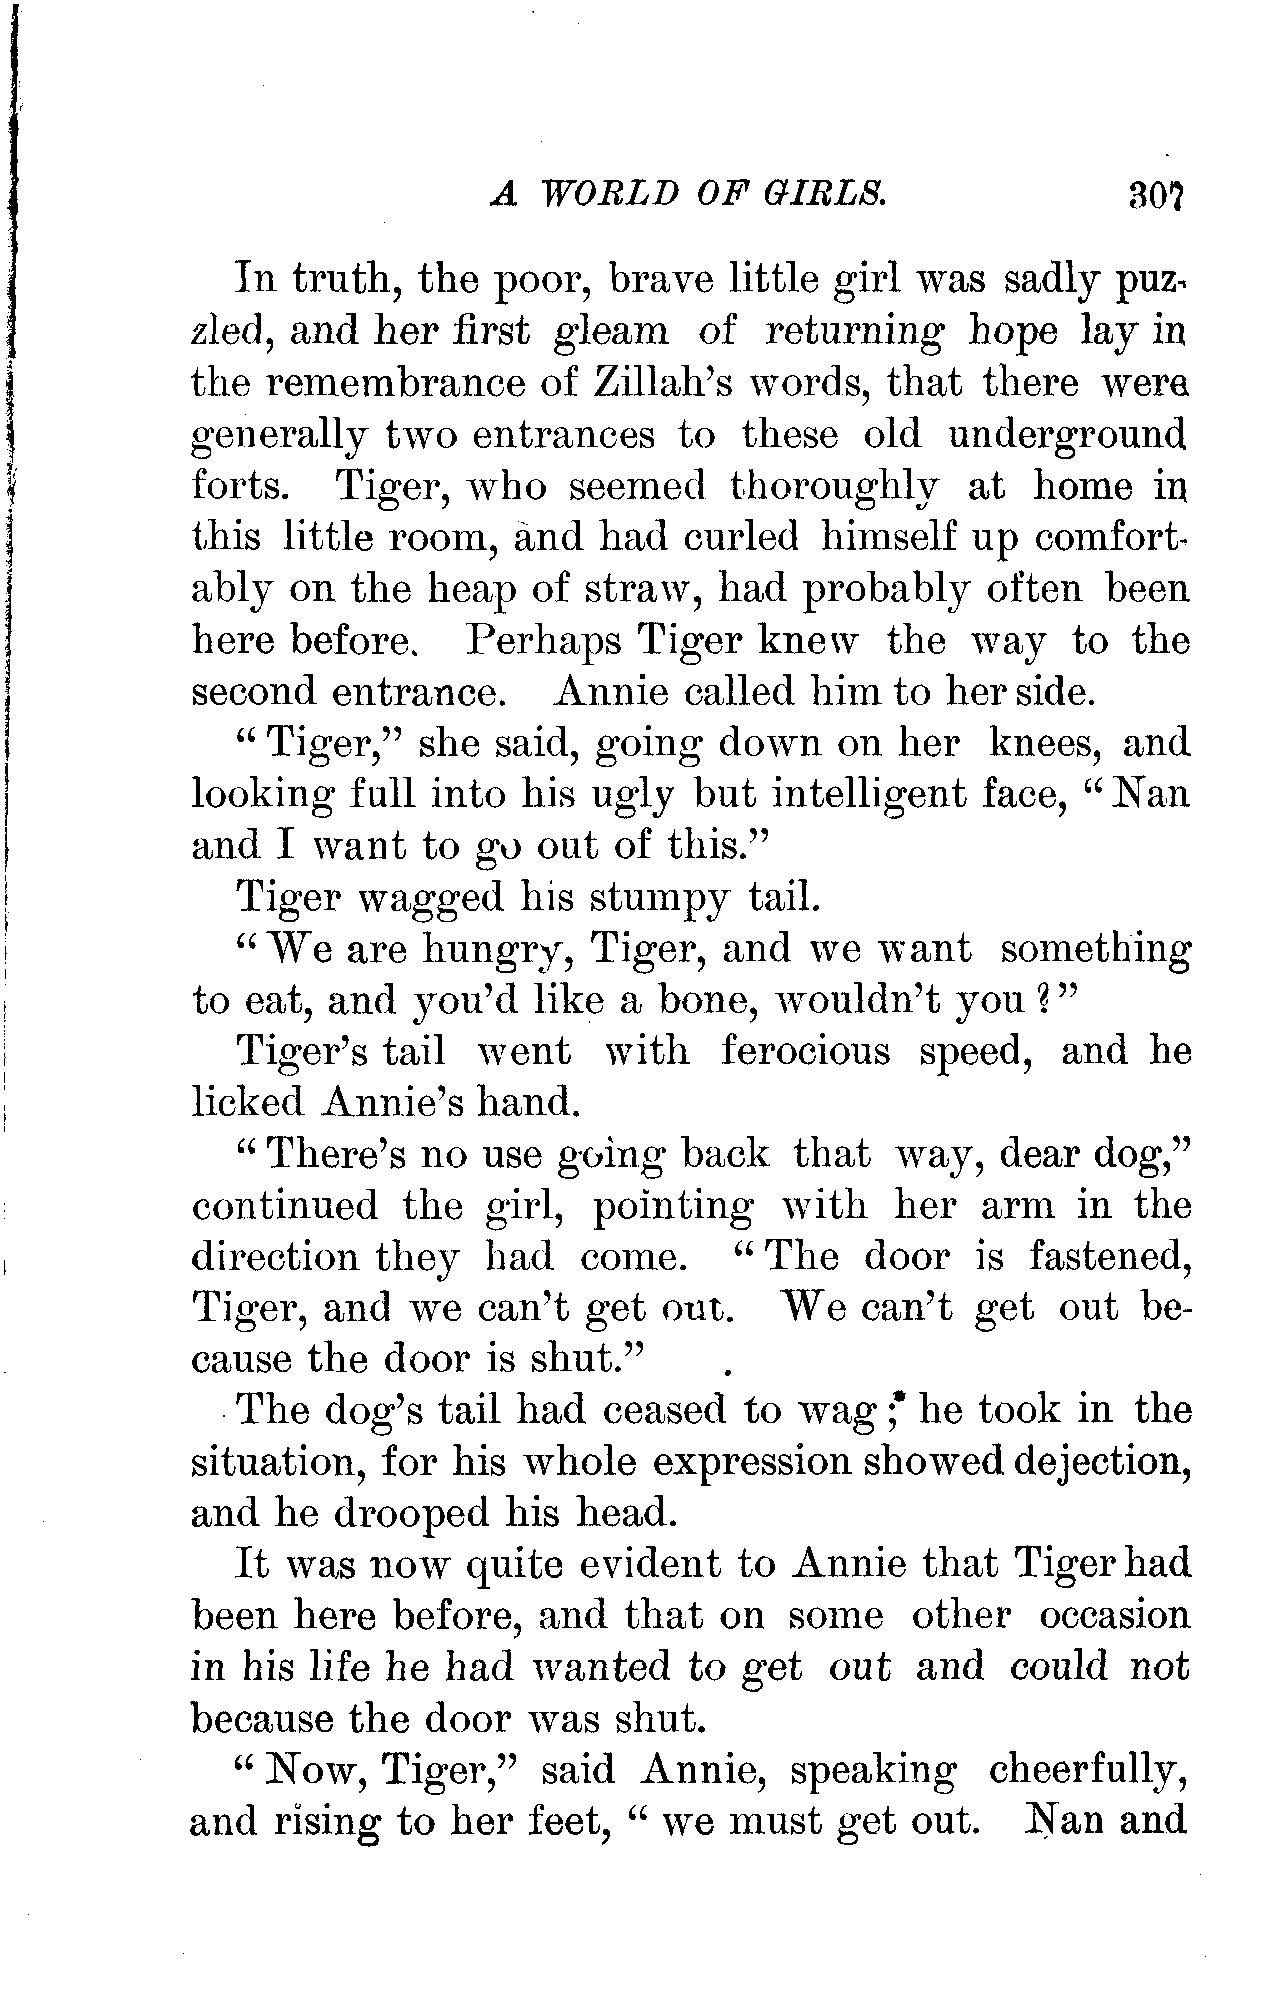 A WORLD OF GIRLS. 307
In truth, the poor, brave little girl was sadly puz-
zled, and her first gleam of returning hope lay in
the remembrance of Zillah's words, that there were
generally two entrances to these old underground
forts. Tiger, who seemed thoroughly at home in
this little room, and had curled himself up comfort-
ably on the heap of straw, had probably often been
here before. Perhaps Tiger knew the way to the
second entrance. Annie called him to her side.
"Tiger," she said, going down on her knees, and
looking full into his ugly but intelligent face, "Nan
and I want to go out of this."
Tiger wagged his stumpy tail.
"We are hungry, Tiger, and we want something
to eat, and you'd like a bone, wouldn't you?"
Tiger's tail went with ferocious speed, and he
licked Annie's hand.
"There's no use going back that way, dear dog,"
continued the girl, pointing with her arm in the
direction they had come. "The door is fastened,
Tiger, and we can't get out. We can't get out be-
cause the door is shut."
The dog's tail had ceased to wag; he took in the
situation, for his whole expression showed dejection,
and he drooped his head.
It was now quite evident to Annie that Tiger had
been here before, and that on some other occasion
in his life he had wanted to get out and could not
because the door was shut.
"Now, Tiger," said Annie, speaking cheerfully,
and rising to her feet, "we must get out. Nan and